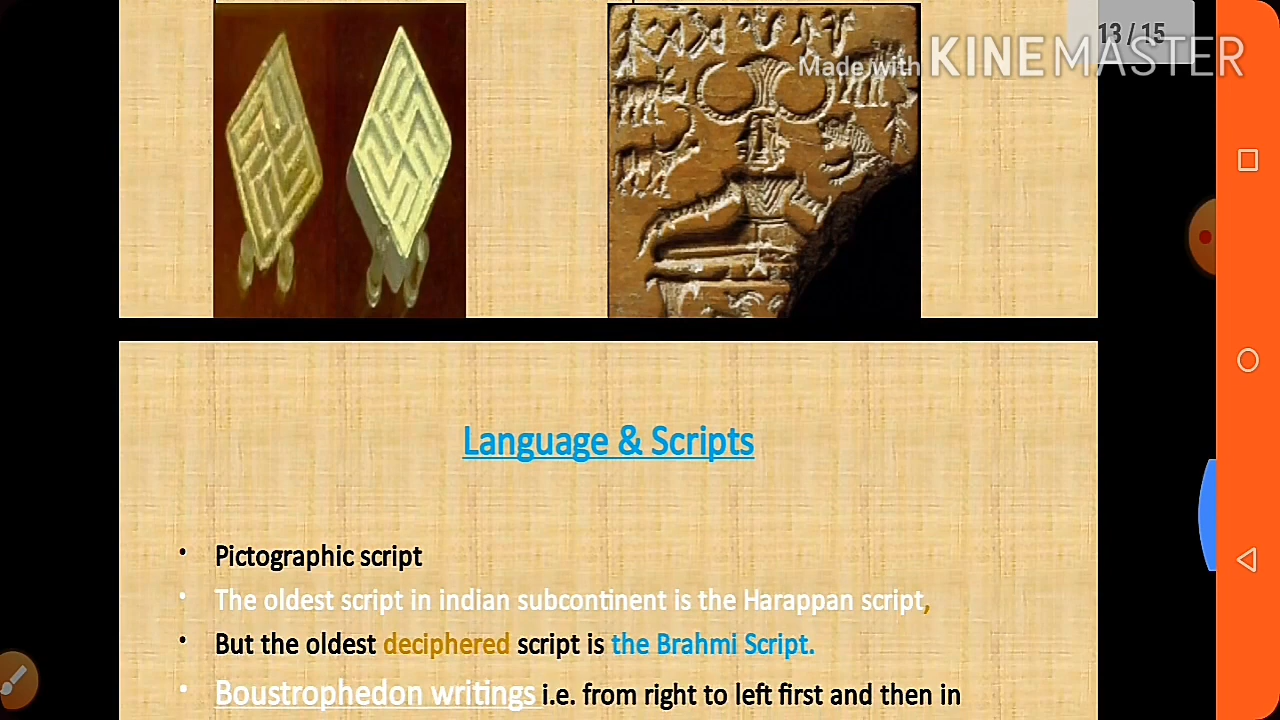 13 / 15
Made with KINEMASTER
Language & Scripts
• Pictographic script
• The oldest script in indian subcontinent is the Harappan script,
• But the oldest deciphered script is the Brahmi Script.
• Boustrophedon writings i.e. from right to left first and then in